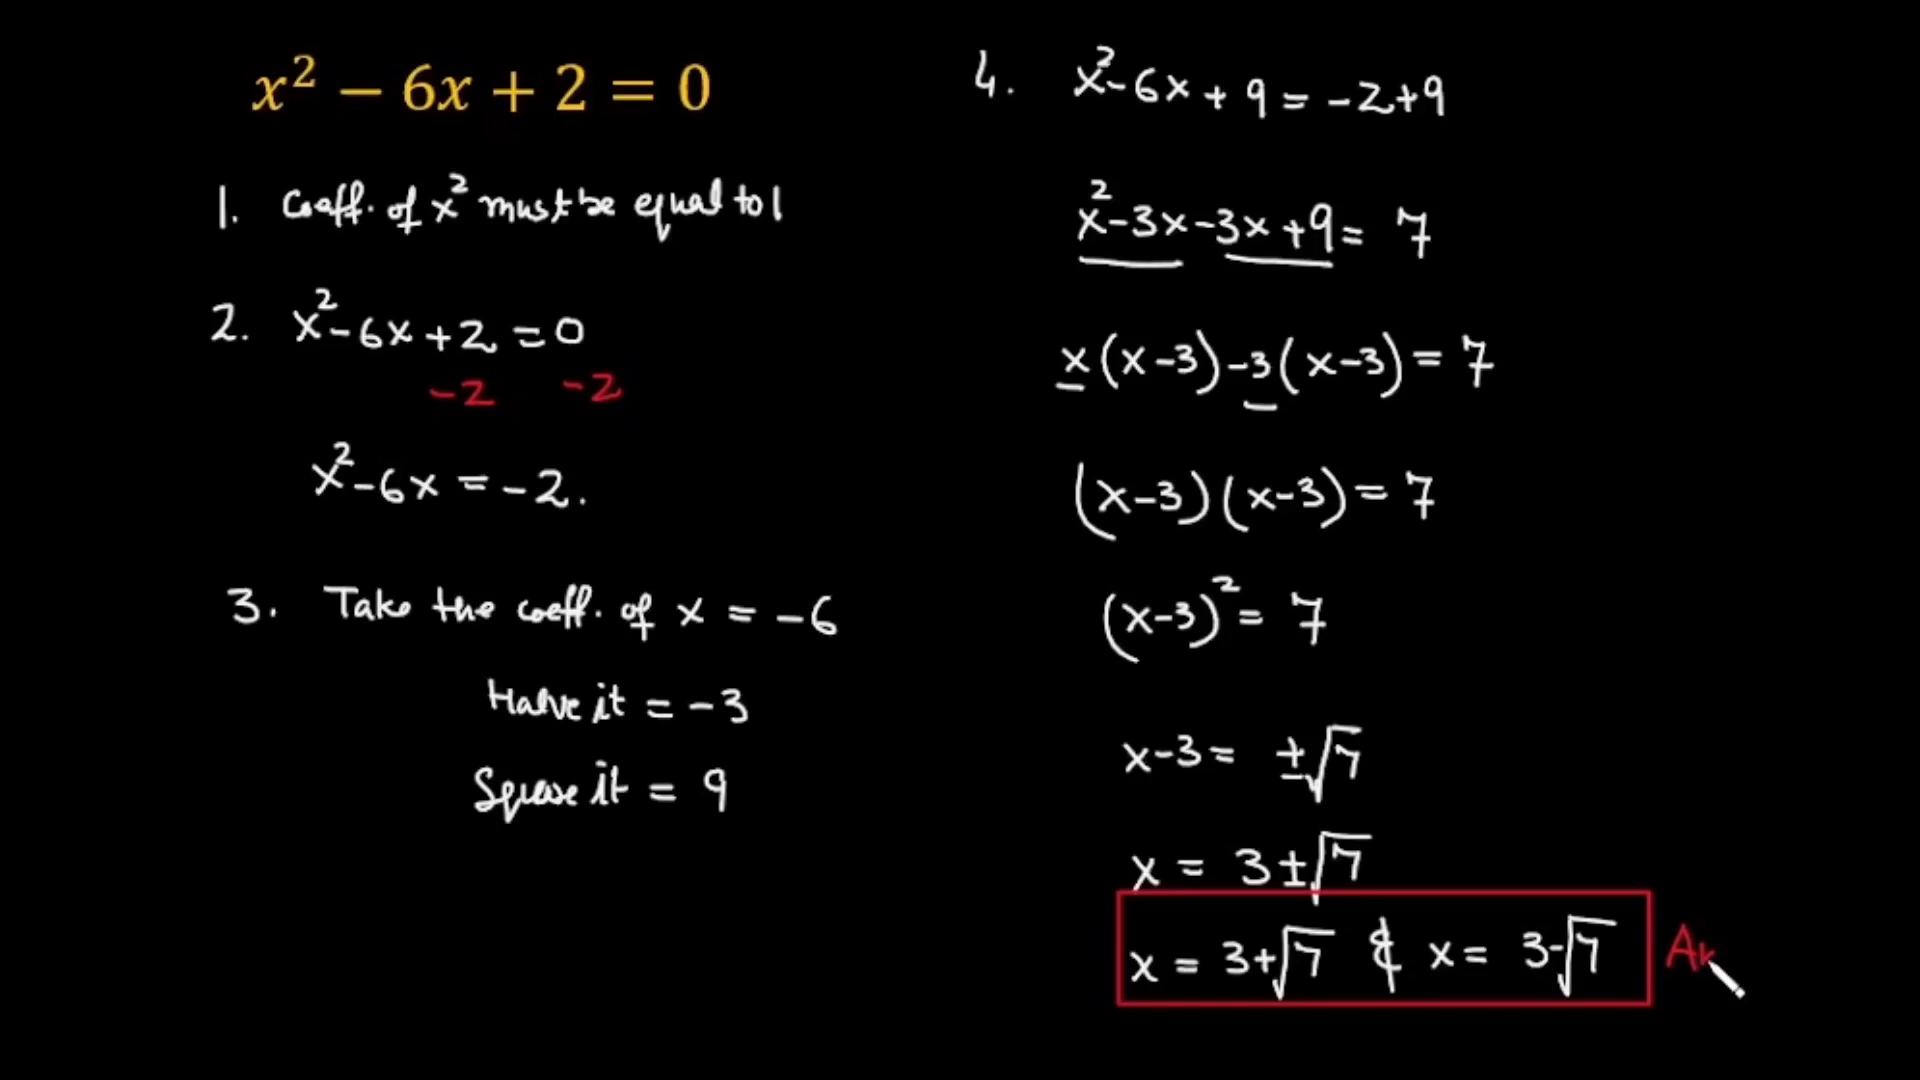 x² − 6x + 2 = 0
1. Coeff. of x² must be equal to 1
2. x² - 6x + 2 = 0
-2 -2
x² - 6x = -2.
3. Take the coeff. of x = -6
Halve it = -3
Square it = 9
4. x² - 6x + 9 = -2 + 9
x² - 3x - 3x + 9 = 7
x(x-3) -3(x-3) = 7
(x-3)(x-3) = 7
(x-3)² = 7
x-3 = ±√7
x = 3±√7
x = 3+√7 & x = 3-√7